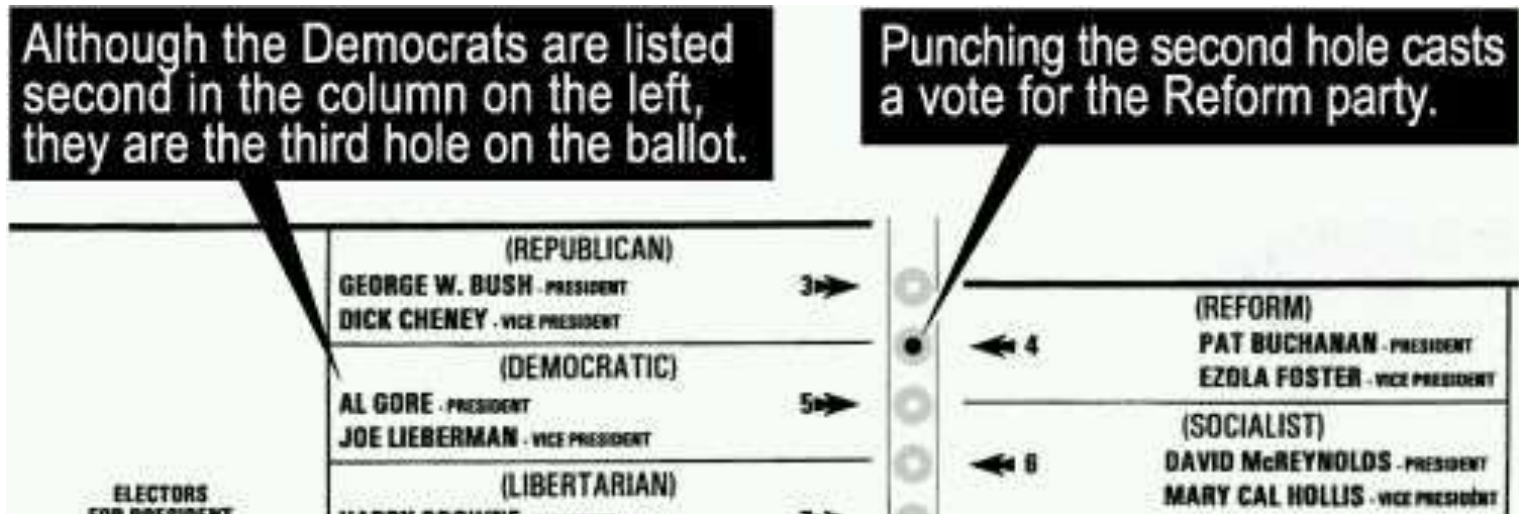 Although the Democrats are listed
second in the column on the left,
they are the third hole on the ballot.
Punching the second hole casts
a vote for the Reform party.
(REPUBLICAN)
GEORGE W. BUSH - PRESIDENT
DICK CHENEY - VICE PRESIDENT
3
(DEMOCRATIC)
AL GORE - PRESIDENT
JOE LIEBERMAN - VICE PRESIDENT
5
(LIBERTARIAN)
ELECTORS
FOR PRESIDENT
7
(REFORM)
PAT BUCHANAN - PRESIDENT
EZOLA FOSTER - VICE PRESIDENT
4
(SOCIALIST)
DAVID McREYNOLDS - PRESIDENT
MARY CAL HOLLIS - VICE PRESIDENT
6